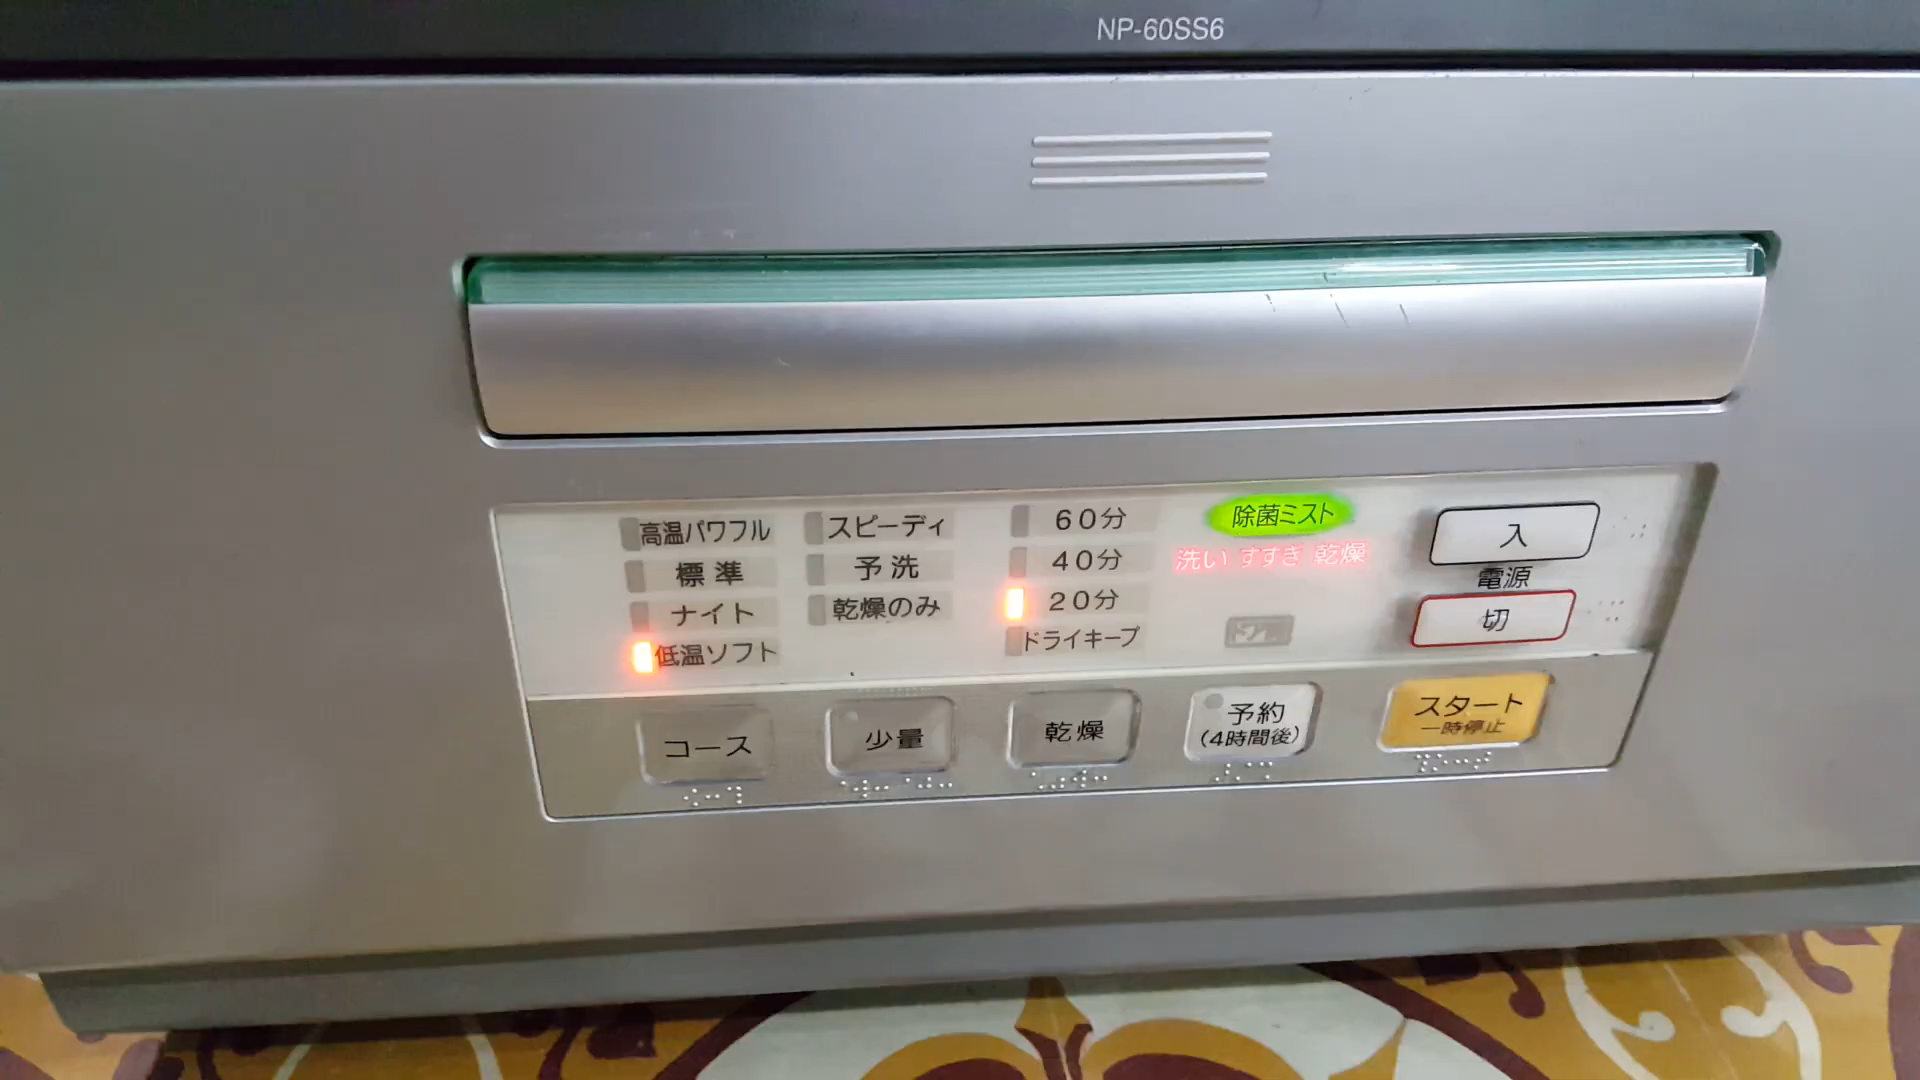 NP-60SS6
高温パワフル
標準
ナイト
低温ソフト
スピーディ
予洗
乾燥のみ
60分
40分
20分
ドライキープ
除菌ミスト
洗い すすぎ 乾燥
入
電源
切
コース
少量
乾燥
予約
(4時間後)
スタート
一時停止